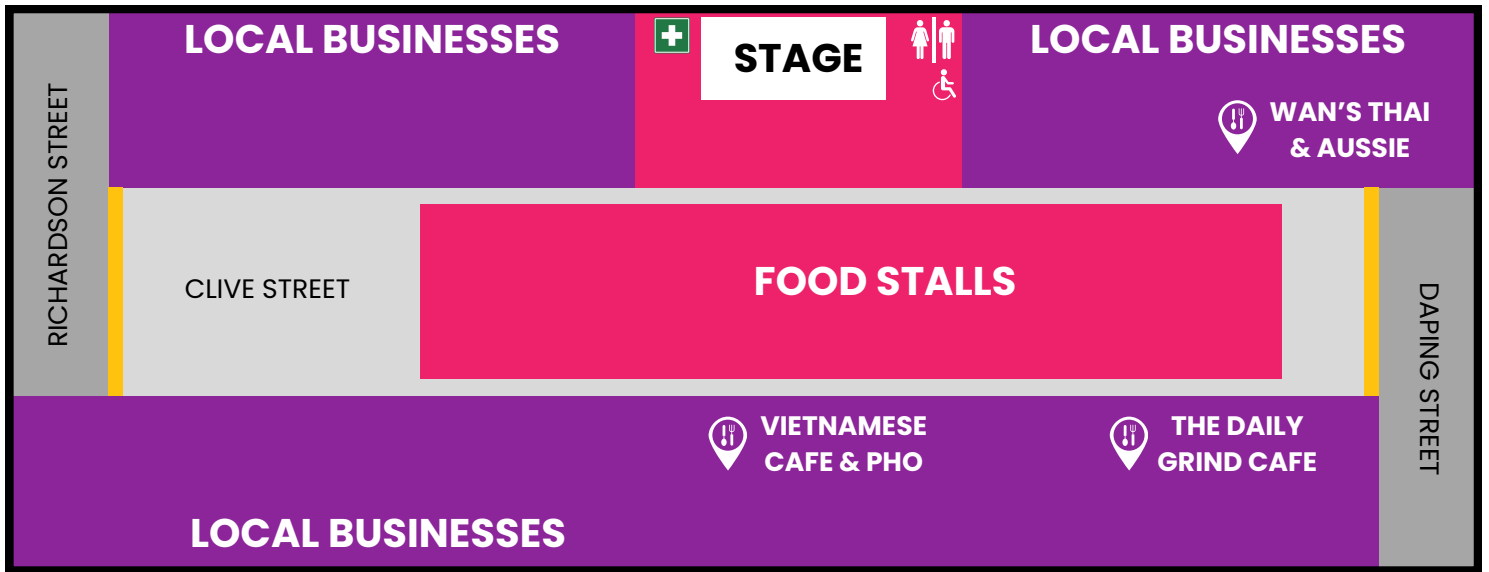 LOCAL BUSINESSES
STAGE
LOCAL BUSINESSES
WAN'S THAI
& AUSSIE
RICHARDSON STREET
CLIVE STREET
FOOD STALLS
DAPING STREET
VIETNAMESE
CAFE & PHO
THE DAILY
GRIND CAFE
LOCAL BUSINESSES